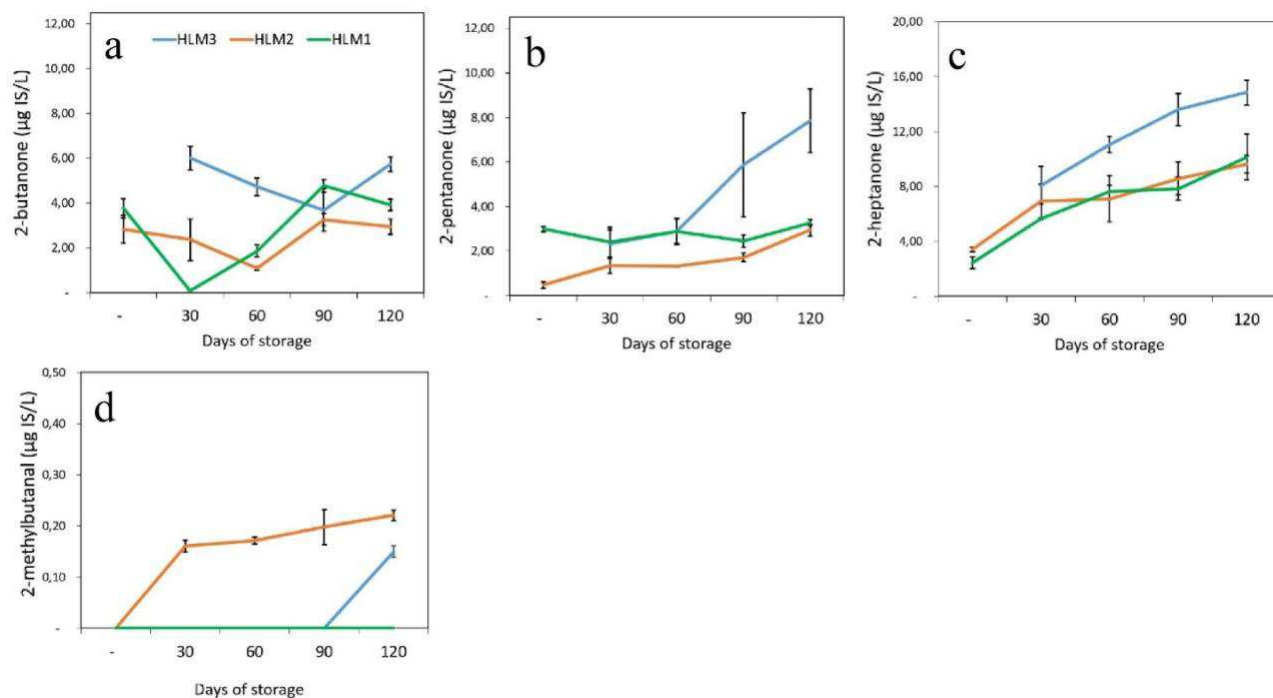 a
HLM3 HLM2 HLM1
2-butanone (µg IS/L)
12,00
10,00
8,00
6,00
4,00
2,00
-
- 30 60 90 120
Days of storage
b
2-pentanone (µg IS/L)
12,00
10,00
8,00
6,00
4,00
2,00
-
- 30 60 90 120
Days of storage
c
2-heptanone (µg IS/L)
20,00
16,00
12,00
8,00
4,00
-
- 30 60 90 120
Days of storage
d
2-methylbutanal (µg IS/L)
0,50
0,40
0,30
0,20
0,10
-
- 30 60 90 120
Days of storage